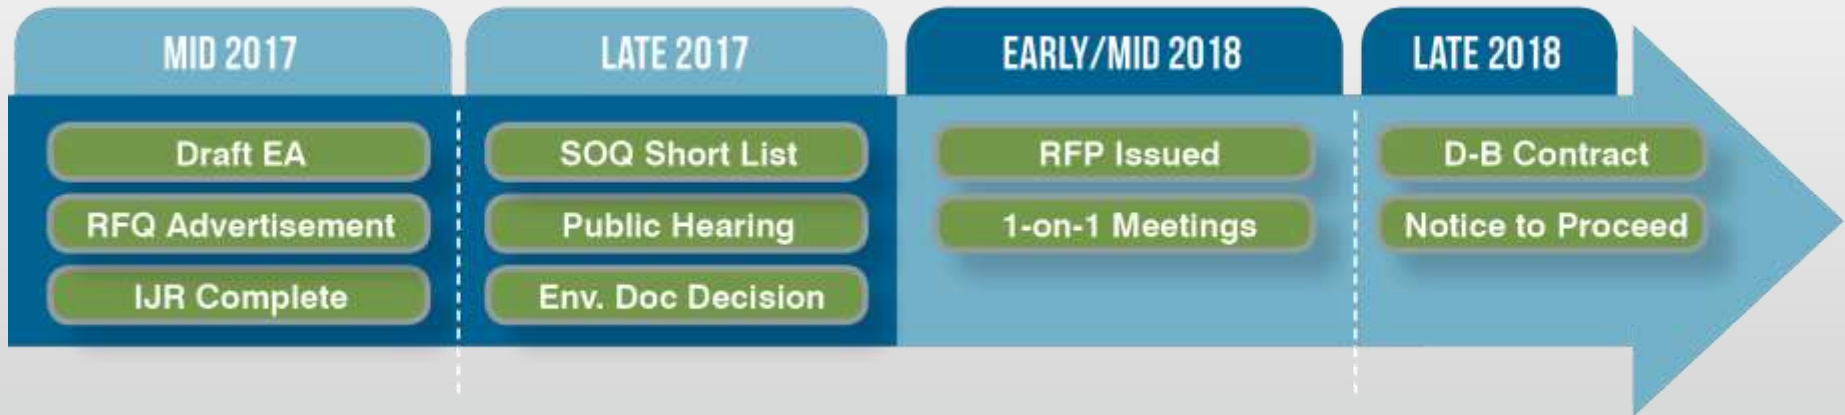 MID 2017
Draft EA
RFQ Advertisement
IJR Complete
LATE 2017
SOQ Short List
Public Hearing
Env. Doc Decision
EARLY/MID 2018
RFP Issued
1-on-1 Meetings
LATE 2018
D-B Contract
Notice to Proceed